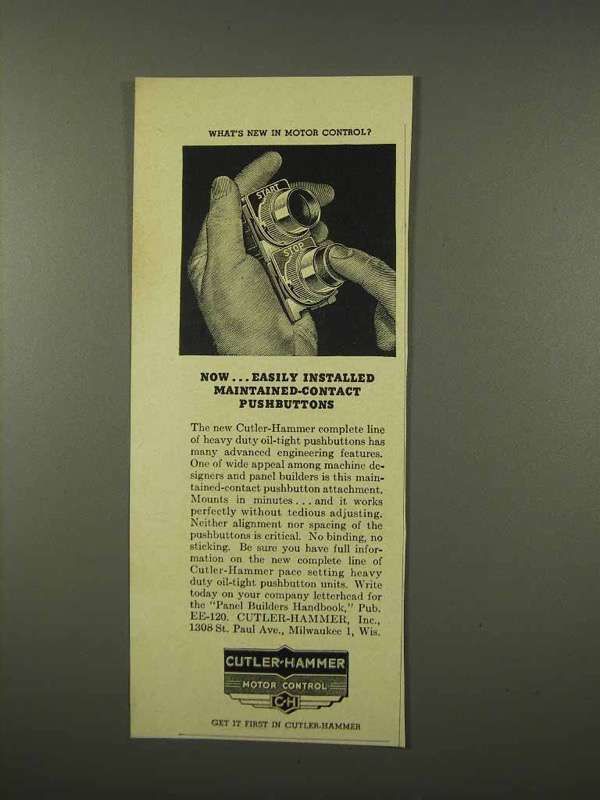 WHAT'S NEW IN MOTOR CONTROL?
START
STOP
NOW...EASILY INSTALLED
MAINTAINED-CONTACT
PUSHBUTTONS
The new Cutler-Hammer complete line
of heavy duty oil-tight pushbuttons has
many advanced engineering features.
One of wide appeal among machine de-
signers and panel builders is this main-
tained-contact pushbutton attachment.
Mounts in minutes...and it works
perfectly without tedious adjusting.
Neither alignment nor spacing of the
pushbuttons is critical. No binding, no
sticking. Be sure you have full infor-
mation on the new complete line of
Cutler-Hammer pace setting heavy
duty oil-tight pushbutton units. Write
today on your company letterhead for
the "Panel Builders Handbook," Pub.
EE-120. CUTLER-HAMMER, Inc.,
1308 St. Paul Ave., Milwaukee 1, Wis.
CUTLER-HAMMER
MOTOR CONTROL
C-H
GET IT FIRST IN CUTLER-HAMMER